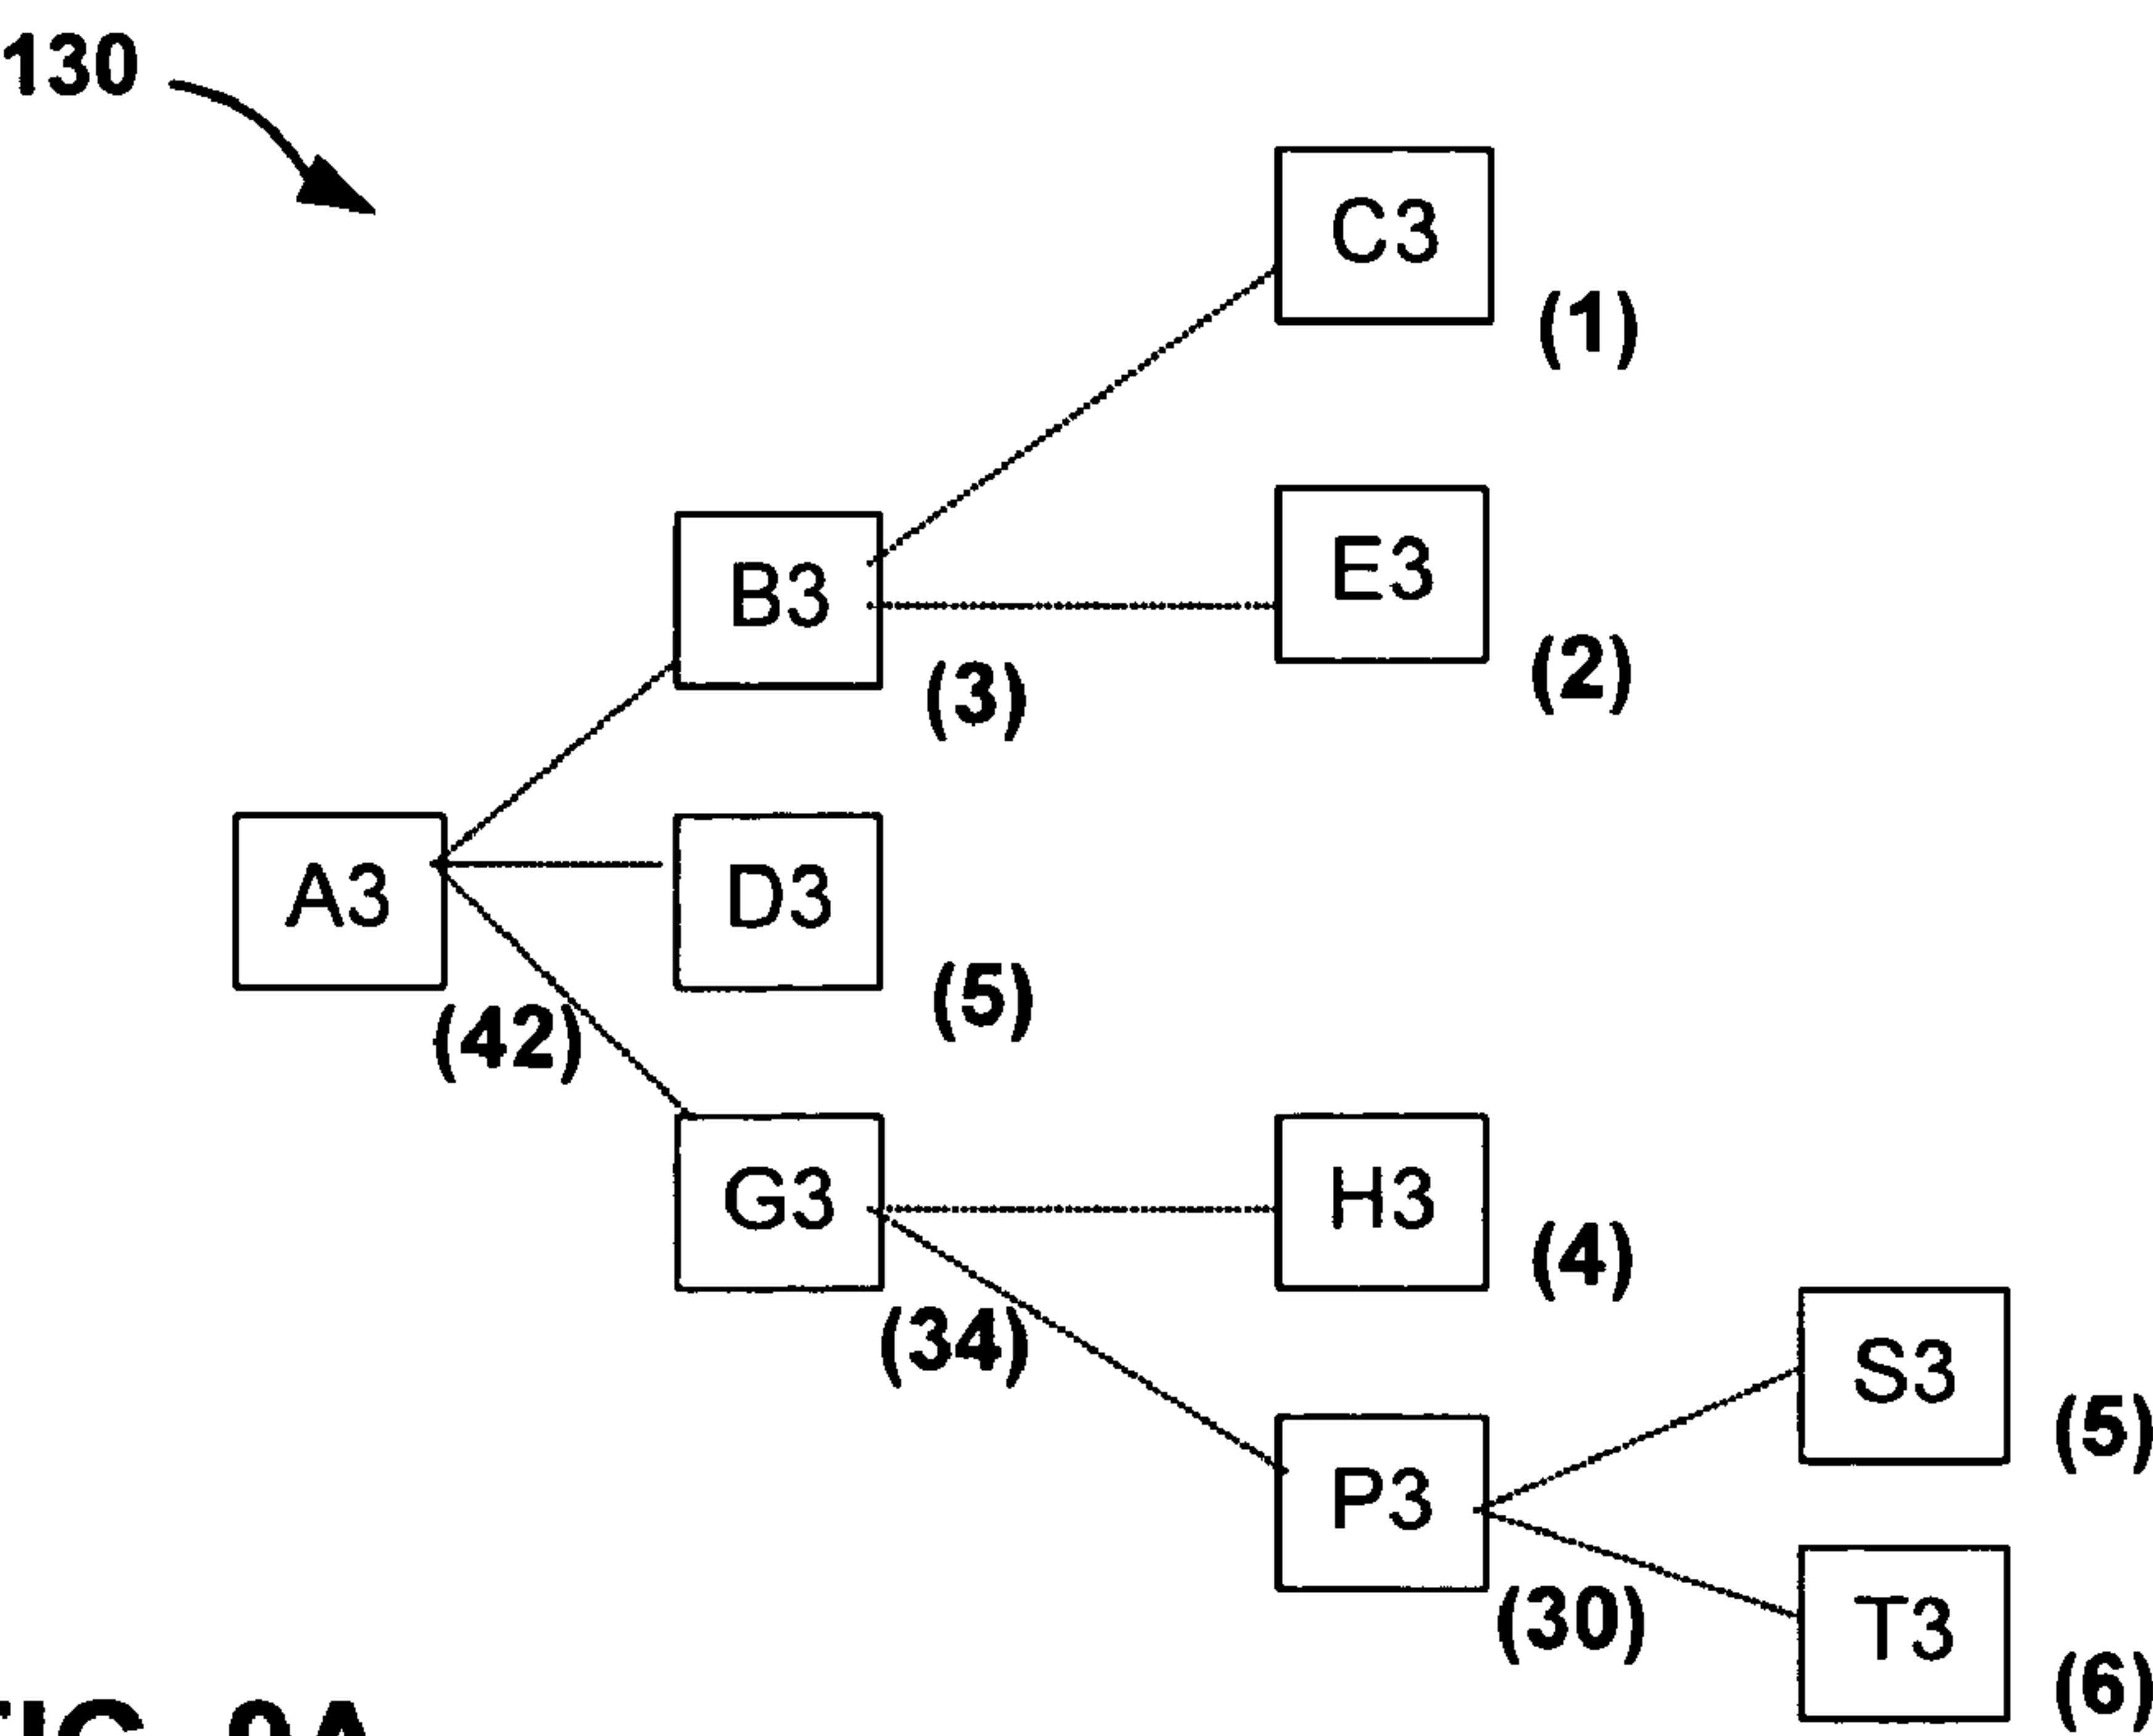 130
C3
(1)
B3
E3
(3)
(2)
A3
D3
(42)
(5)
G3
H3
(34)
(4)
S3
(5)
P3
(30)
T3
(6)